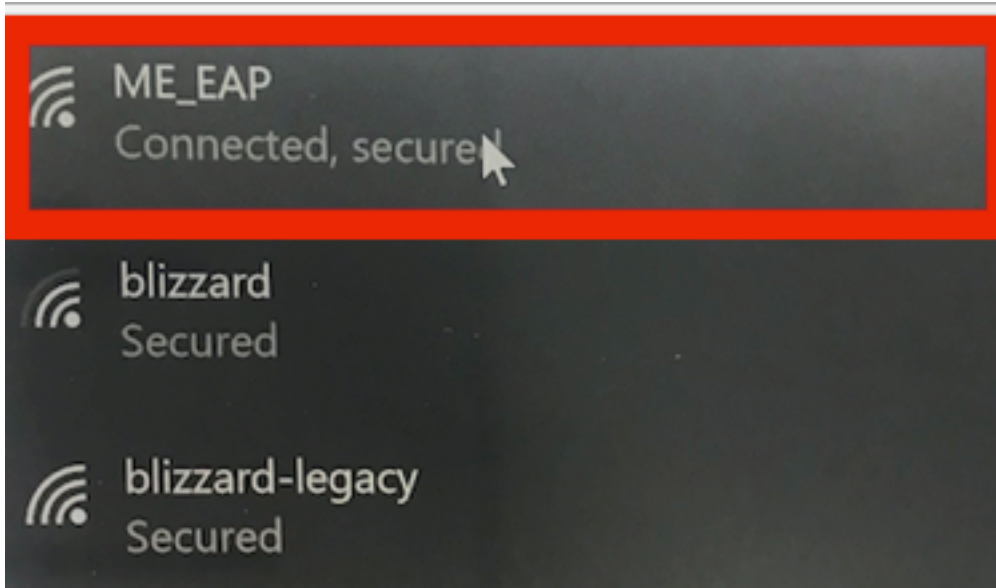 ME_EAP
Connected, secured
blizzard
Secured
blizzard-legacy
Secured